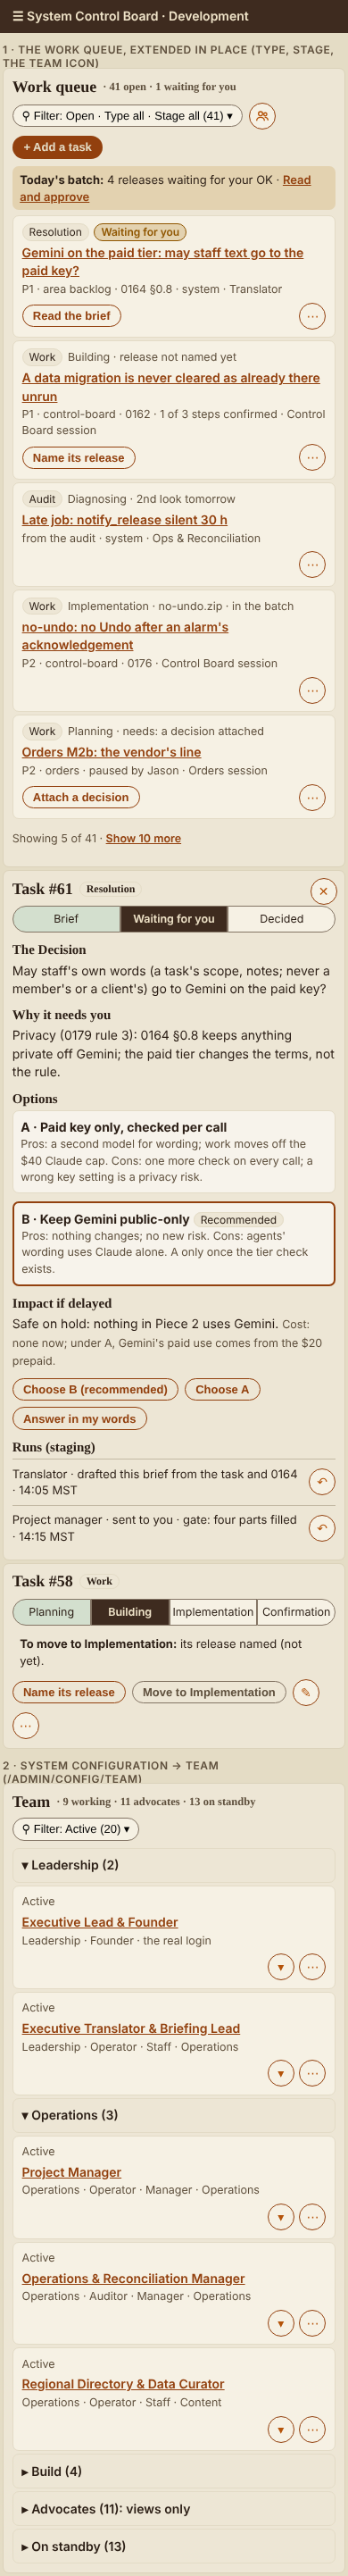 ☰ System Control Board · Development
1 · THE WORK QUEUE, EXTENDED IN PLACE (TYPE, STAGE,
THE TEAM ICON)
Work queue · 41 open · 1 waiting for you
⚲ Filter: Open · Type all · Stage all (41) ▾
+ Add a task
Today's batch: 4 releases waiting for your OK · Read
and approve
Resolution Waiting for you
Gemini on the paid tier: may staff text go to the
paid key?
P1 · area backlog · 0164 §0.8 · system · Translator
Read the brief ⋯
Work Building · release not named yet
A data migration is never cleared as already there
unrun
P1 · control-board · 0162 · 1 of 3 steps confirmed · Control
Board session
Name its release ⋯
Audit Diagnosing · 2nd look tomorrow
Late job: notify_release silent 30 h
from the audit · system · Ops & Reconciliation
⋯
Work Implementation · no-undo.zip · in the batch
no-undo: no Undo after an alarm's
acknowledgement
P2 · control-board · 0176 · Control Board session
⋯
Work Planning · needs: a decision attached
Orders M2b: the vendor's line
P2 · orders · paused by Jason · Orders session
Attach a decision ⋯
Showing 5 of 41 · Show 10 more
Task #61 Resolution ✕
Brief Waiting for you Decided
The Decision
May staff's own words (a task's scope, notes; never a
member's or a client's) go to Gemini on the paid key?
Why it needs you
Privacy (0179 rule 3): 0164 §0.8 keeps anything
private off Gemini; the paid tier changes the terms, not
the rule.
Options
A · Paid key only, checked per call
Pros: a second model for wording; work moves off the
$40 Claude cap. Cons: one more check on every call; a
wrong key setting is a privacy risk.
B · Keep Gemini public-only Recommended
Pros: nothing changes; no new risk. Cons: agents'
wording uses Claude alone. A only once the tier check
exists.
Impact if delayed
Safe on hold: nothing in Piece 2 uses Gemini. Cost:
none now; under A, Gemini's paid use comes from the $20
prepaid.
Choose B (recommended) Choose A
Answer in my words
Runs (staging)
Translator · drafted this brief from the task and 0164
· 14:05 MST ↶
Project manager · sent to you · gate: four parts filled
· 14:15 MST ↶
Task #58 Work
Planning Building Implementation Confirmation
To move to Implementation: its release named (not
yet).
Name its release Move to Implementation ✎
⋯
2 · SYSTEM CONFIGURATION → TEAM
(/ADMIN/CONFIG/TEAM)
Team · 9 working · 11 advocates · 13 on standby
⚲ Filter: Active (20) ▾
▾ Leadership (2)
Active
Executive Lead & Founder
Leadership · Founder · the real login
▾ ⋯
Active
Executive Translator & Briefing Lead
Leadership · Operator · Staff · Operations
▾ ⋯
▾ Operations (3)
Active
Project Manager
Operations · Operator · Manager · Operations
▾ ⋯
Active
Operations & Reconciliation Manager
Operations · Auditor · Manager · Operations
▾ ⋯
Active
Regional Directory & Data Curator
Operations · Operator · Staff · Content
▾ ⋯
▸ Build (4)
▸ Advocates (11): views only
▸ On standby (13)